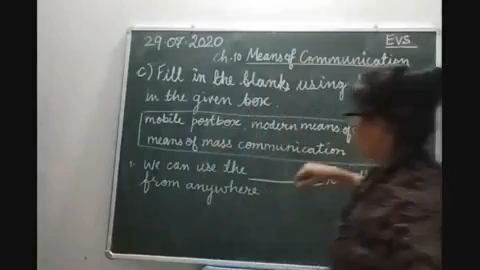 29.07.2020
EVS
Ch.10 Means of Communication
c) Fill in the blanks using
in the given box.
mobile postbox, modern means of
means of mass communication
1. We can use the
from anywhere